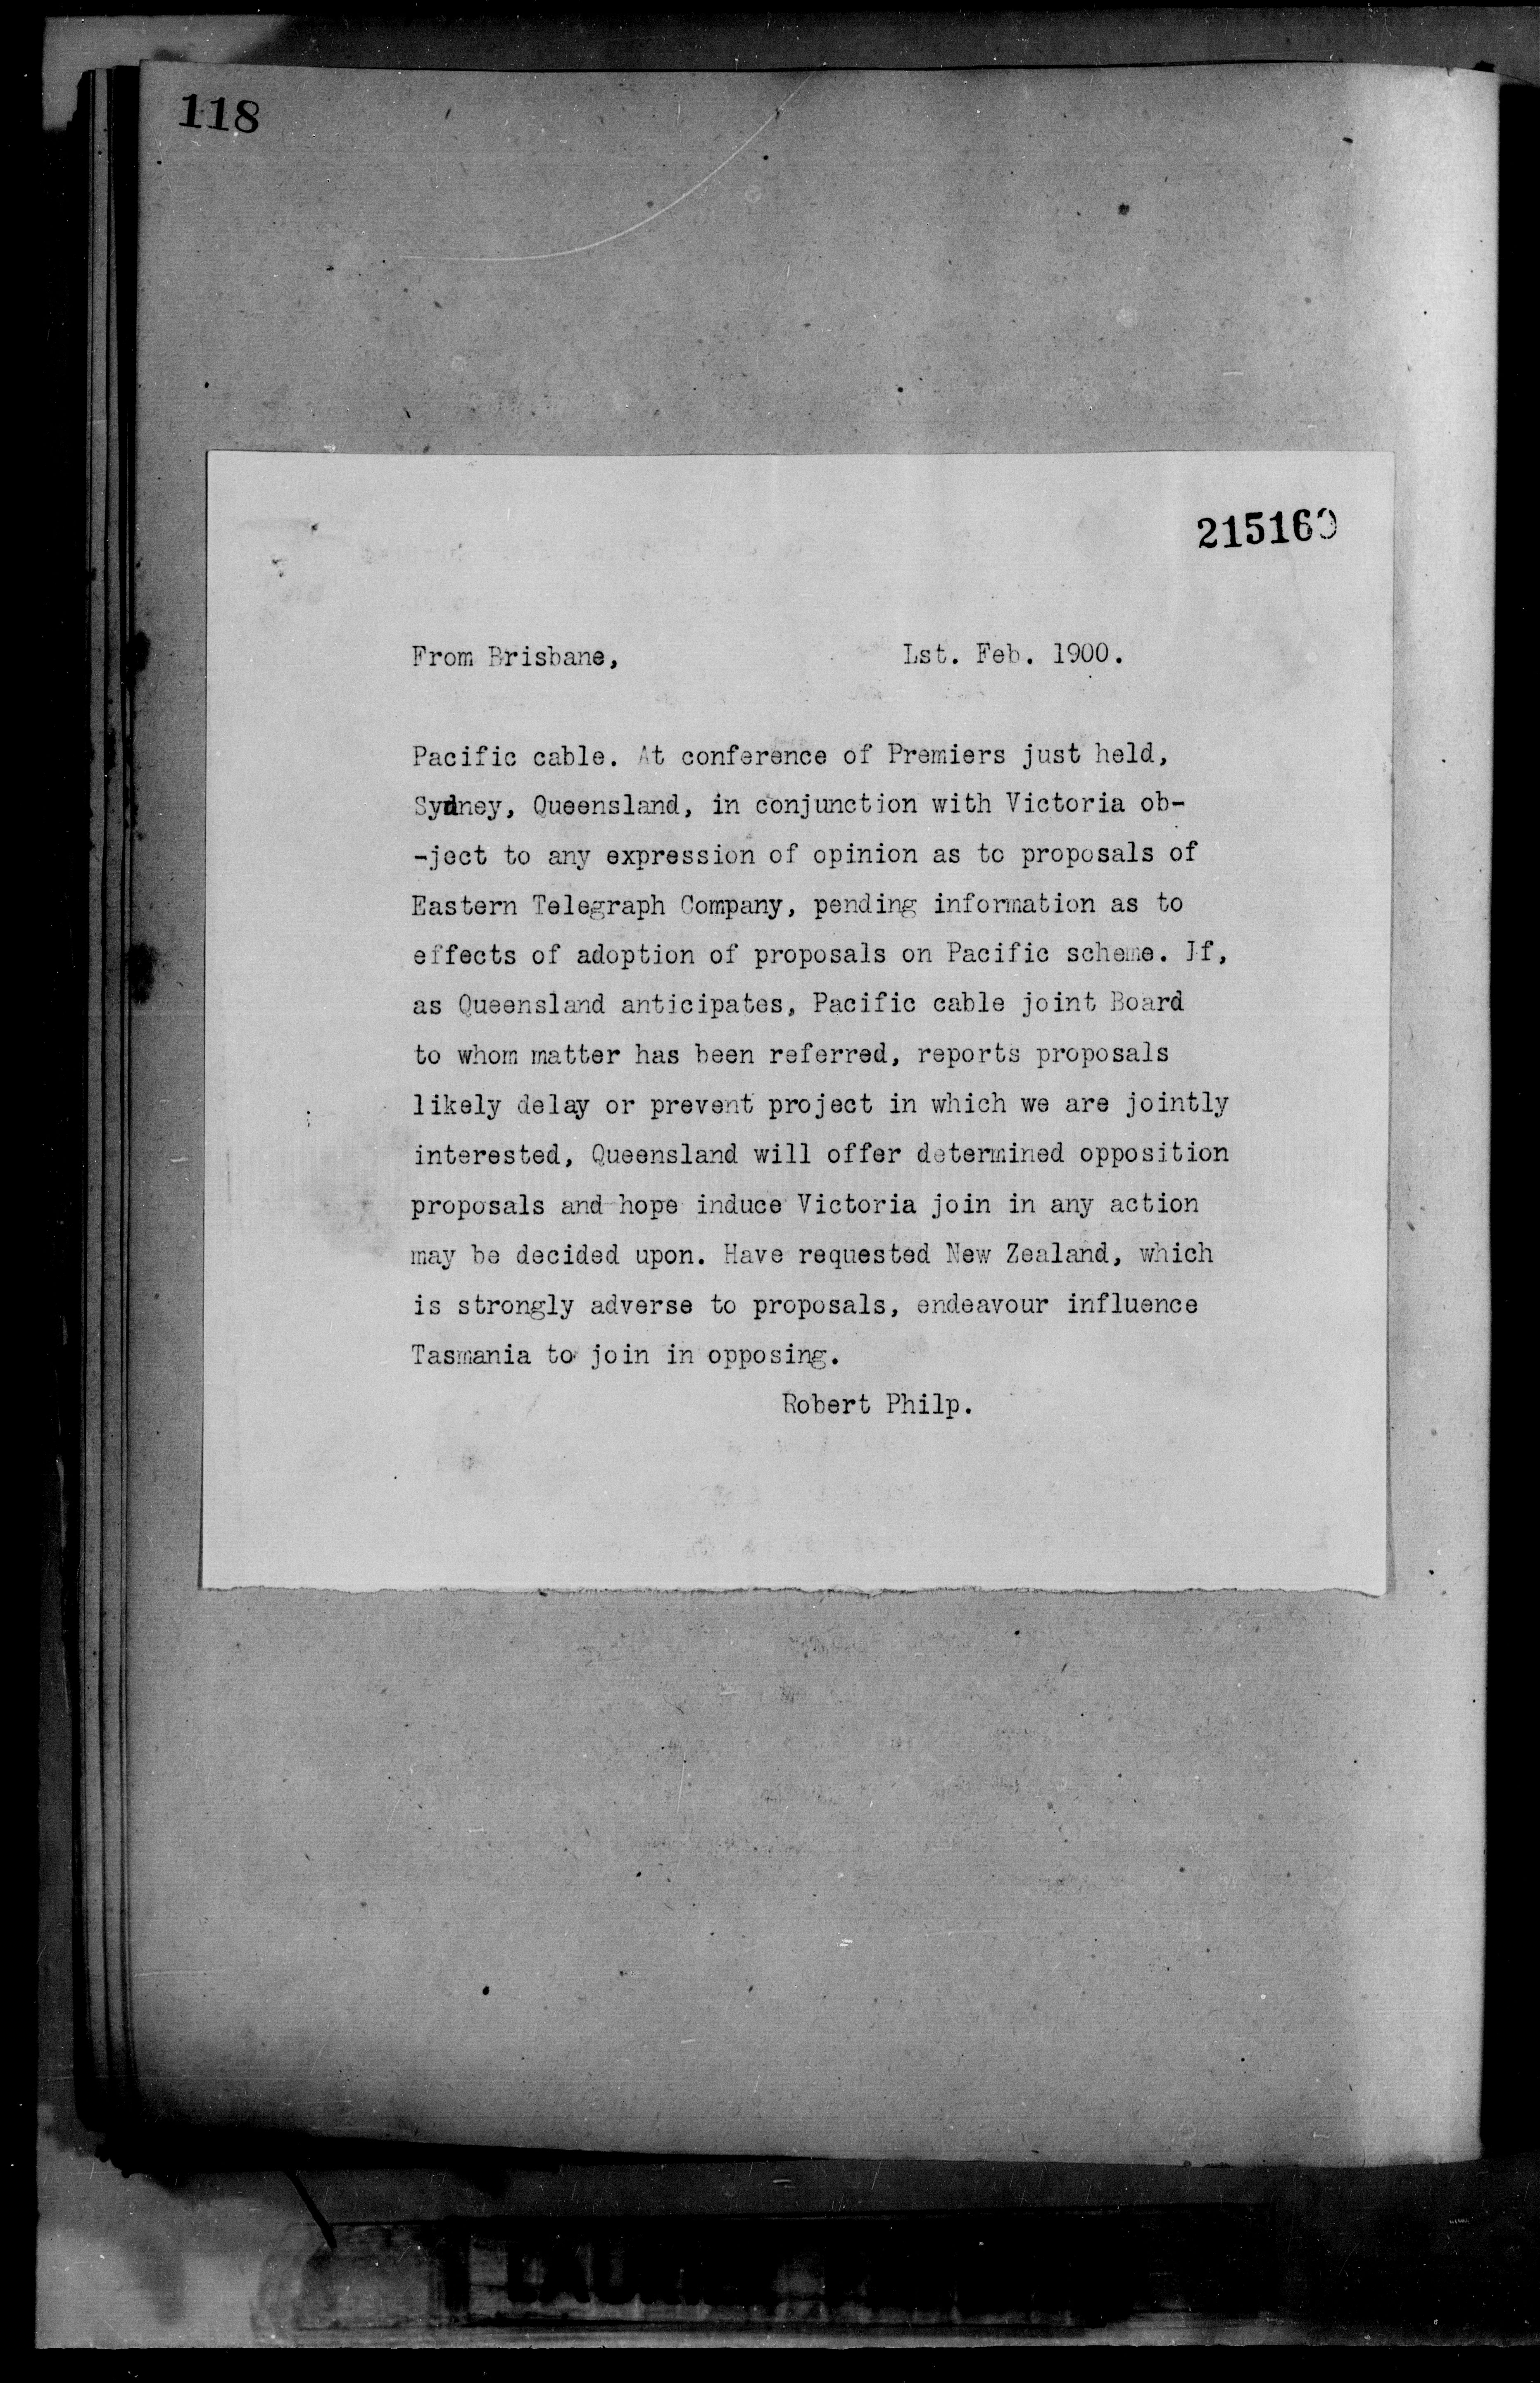 118
215160
From Brisbane, Lst. Feb. 1900.
Pacific cable. At conference of Premiers just held,
Sydney, Queensland, in conjunction with Victoria ob-
-ject to any expression of opinion as to proposals of
Eastern Telegraph Company, pending information as to
effects of adoption of proposals on Pacific scheme. If,
as Queensland anticipates, Pacific cable joint Board
to whom matter has been referred, reports proposals
likely delay or prevent project in which we are jointly
interested, Queensland will offer determined opposition
proposals and hope induce Victoria join in any action
may be decided upon. Have requested New Zealand, which
is strongly adverse to proposals, endeavour influence
Tasmania to join in opposing.
Robert Philp.